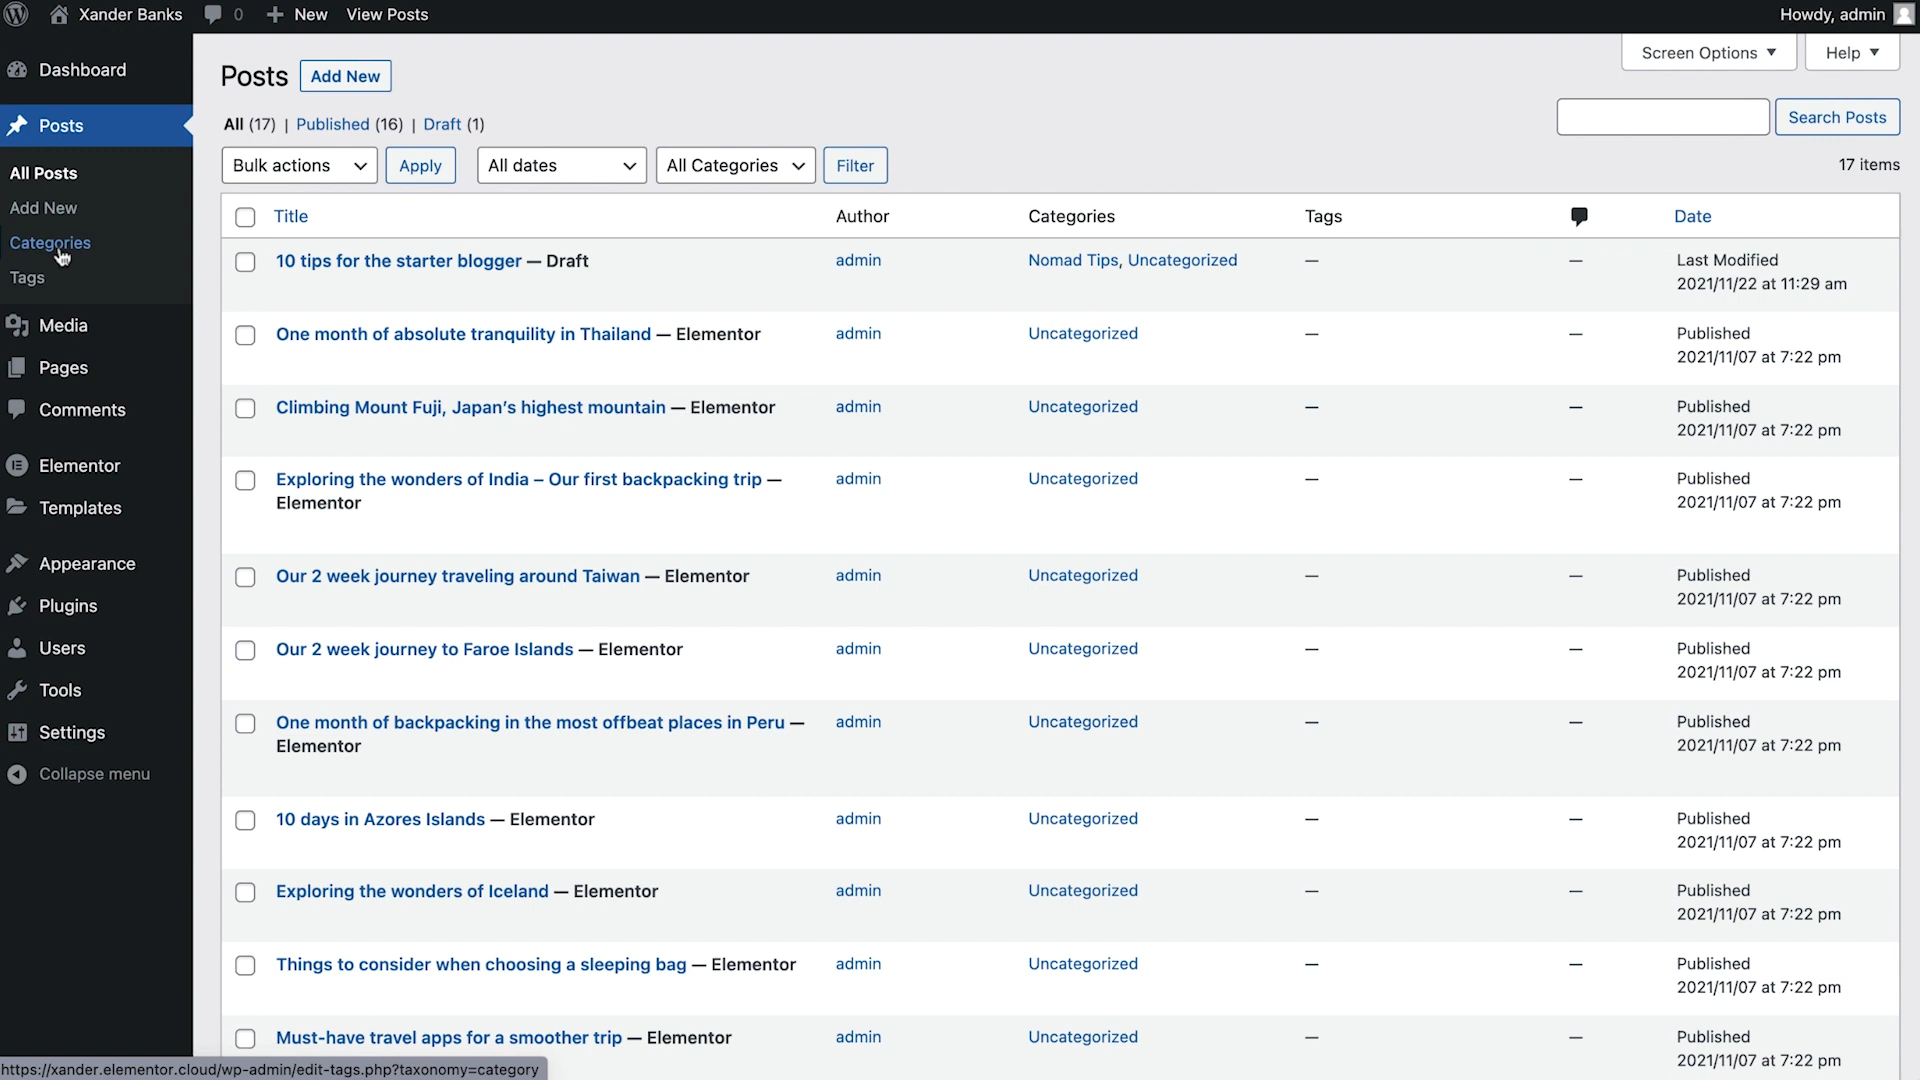 Xander Banks 0 New View Posts Howdy, admin
Screen Options Help
Dashboard
Posts
All Posts
Add New
Categories
Tags
Media
Pages
Comments
Elementor
Templates
Appearance
Plugins
Users
Tools
Settings
Collapse menu
Posts Add New
All (17) | Published (16) | Draft (1)
Search Posts
Bulk actions Apply All dates All Categories Filter 17 items
Title Author Categories Tags Date
10 tips for the starter blogger — Draft admin Nomad Tips, Uncategorized — — Last Modified
2021/11/22 at 11:29 am
One month of absolute tranquility in Thailand — Elementor admin Uncategorized — — Published
2021/11/07 at 7:22 pm
Climbing Mount Fuji, Japan’s highest mountain — Elementor admin Uncategorized — — Published
2021/11/07 at 7:22 pm
Exploring the wonders of India – Our first backpacking trip — admin Uncategorized — — Published
Elementor 2021/11/07 at 7:22 pm
Our 2 week journey traveling around Taiwan — Elementor admin Uncategorized — — Published
2021/11/07 at 7:22 pm
Our 2 week journey to Faroe Islands — Elementor admin Uncategorized — — Published
2021/11/07 at 7:22 pm
One month of backpacking in the most offbeat places in Peru — admin Uncategorized — — Published
Elementor 2021/11/07 at 7:22 pm
10 days in Azores Islands — Elementor admin Uncategorized — — Published
2021/11/07 at 7:22 pm
Exploring the wonders of Iceland — Elementor admin Uncategorized — — Published
2021/11/07 at 7:22 pm
Things to consider when choosing a sleeping bag — Elementor admin Uncategorized — — Published
2021/11/07 at 7:22 pm
Must-have travel apps for a smoother trip — Elementor admin Uncategorized — — Published
2021/11/07 at 7:22 pm
https://xander.elementor.cloud/wp-admin/edit-tags.php?taxonomy=category